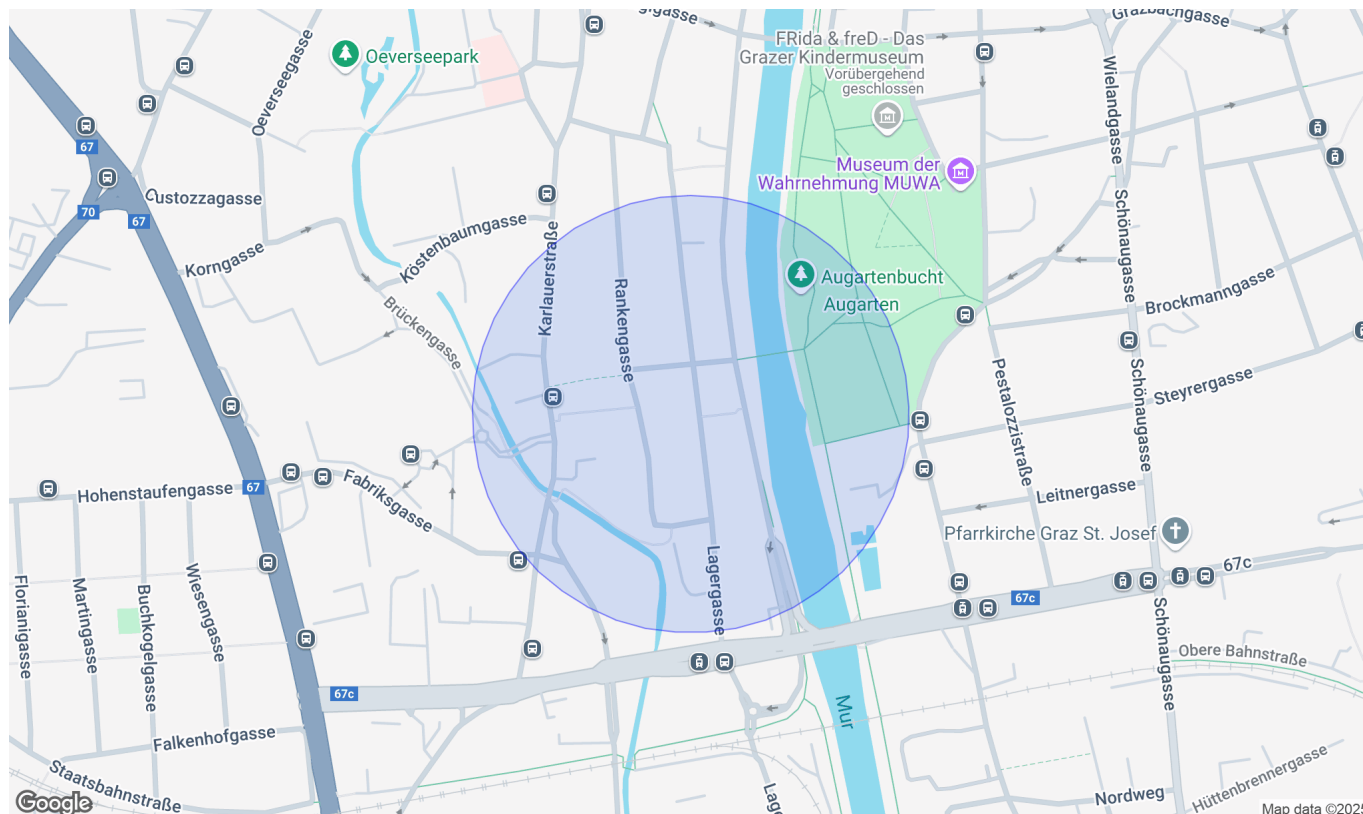 Grazbachgasse
FRida & freD - Das
Grazer Kindermuseum
Vorübergehend
geschlossen
Oeverseepark
Oeverseegasse
Wielandgasse
67
Museum der
Wahrnehmung MUWA
Custozzagasse
70
67
Schönaugasse
Köstenbaumgasse
Korngasse
Karlauerstraße
Rankengasse
Augartenbucht
Augarten
Brockmanngasse
Brückengasse
Pestalozzistraße
Schönaugasse
Steyrergasse
Hohenstaufengasse
67
Fabriksgasse
Leitnergasse
Pfarrkirche Graz St. Josef
Lagergasse
67c
Florianigasse
Martingasse
Buchkogelgasse
Wiesengasse
67c
Schönaugasse
Obere Bahnstraße
67c
Mur
Falkenhofgasse
Staatsbahnstraße
Lage
Nordweg
Hüttenbrennergasse
Google
Map data ©2025